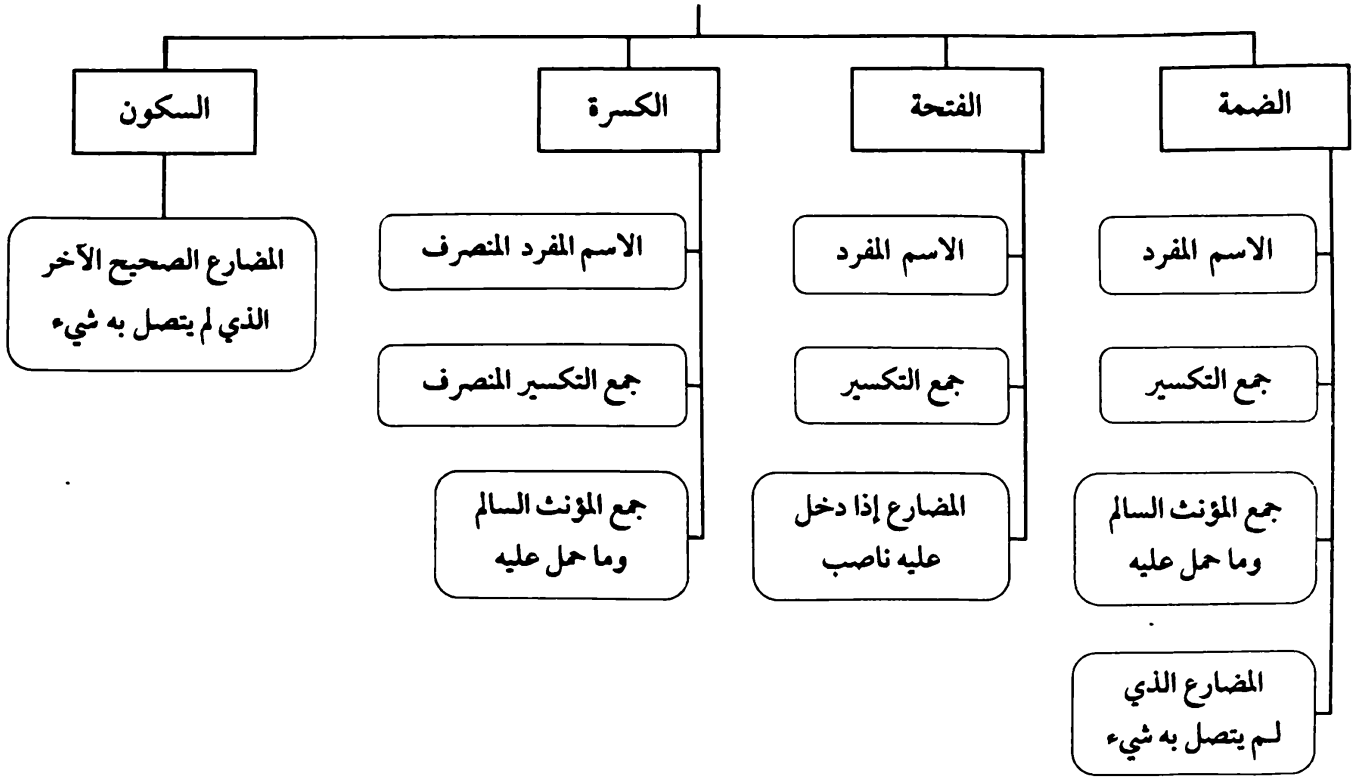 الضمة
الاسم المفرد
جمع التكسير
جمع المؤنث السالم
وما حمل عليه
المضارع الذي
لـم يتصل به شيء
الفتحة
الاسم المفرد
جمع التكسير
المضارع إذا دخل
عليه ناصب
الكسرة
الاسم المفرد المنصرف
جمع التكسير المنصرف
جمع المؤنث السالم
وما حمل عليه
السكون
المضارع الصحيح الآخر
الذي لم يتصل به شيء